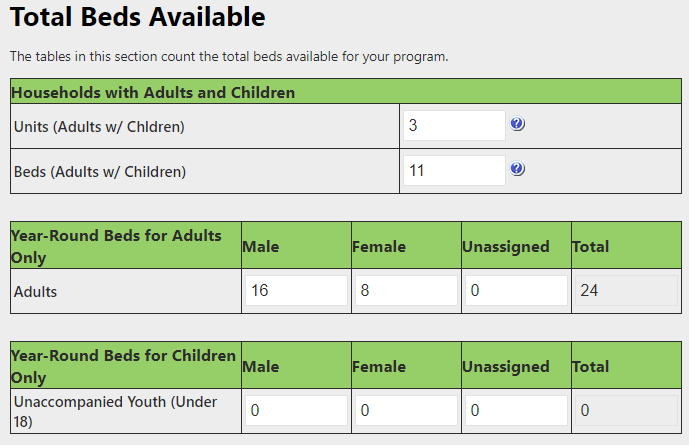 Total Beds Available
The tables in this section count the total beds available for your program.
Households with Adults and Children
Units (Adults w/ Chldren) 3 ?
Beds (Adults w/ Children) 11 ?
Year-Round Beds for Adults
Only Male Female Unassigned Total
Adults 16 8 0 24
Year-Round Beds for Children
Only Male Female Unassigned Total
Unaccompanied Youth (Under
18) 0 0 0 0